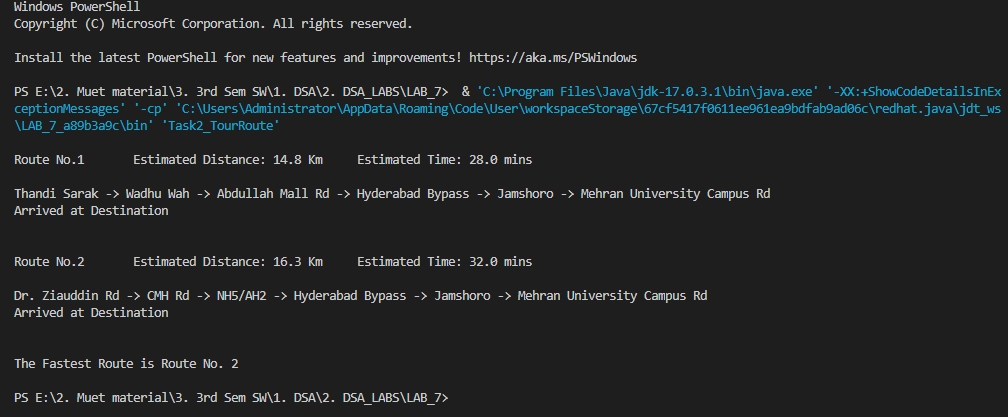 Windows PowerShell
Copyright (C) Microsoft Corporation. All rights reserved.
Install the latest PowerShell for new features and improvements! https://aka.ms/PSWindows
PS E:\2. Muet material\3. 3rd Sem SW\1. DSA\2. DSA_LABS\LAB_7>  & 'C:\Program Files\Java\jdk-17.0.3.1\bin\java.exe' '-XX:+ShowCodeDetailsInEx
ceptionMessages' '-cp' 'C:\Users\Administrator\AppData\Roaming\Code\User\workspaceStorage\67cf5417f0611ee961ea9bdfab9ad06c\redhat.java\jdt_ws
\LAB_7_a89b3a9c\bin' 'Task2_TourRoute'
Route No.1       Estimated Distance: 14.8 Km     Estimated Time: 28.0 mins
Thandi Sarak -> Wadhu Wah -> Abdullah Mall Rd -> Hyderabad Bypass -> Jamshoro -> Mehran University Campus Rd
Arrived at Destination
Route No.2       Estimated Distance: 16.3 Km     Estimated Time: 32.0 mins
Dr. Ziauddin Rd -> CMH Rd -> NH5/AH2 -> Hyderabad Bypass -> Jamshoro -> Mehran University Campus Rd
Arrived at Destination
The Fastest Route is Route No. 2
PS E:\2. Muet material\3. 3rd Sem SW\1. DSA\2. DSA_LABS\LAB_7>